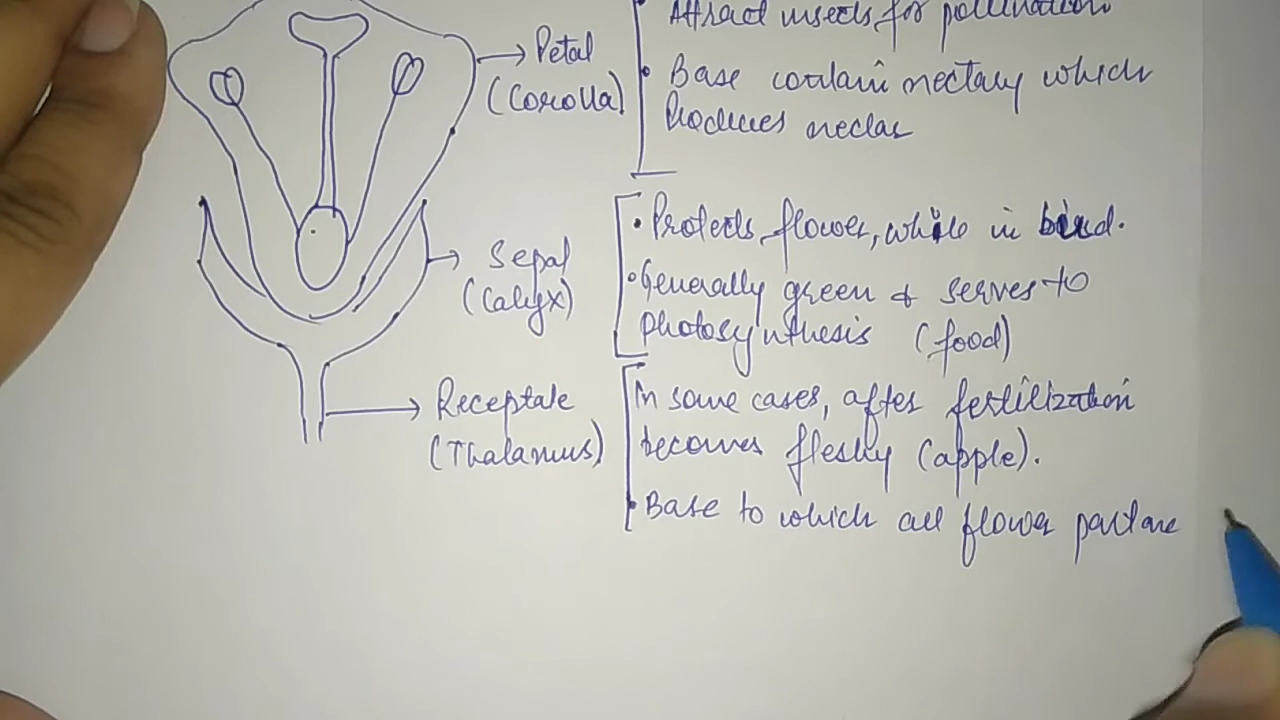 Attract insects for pollination
Petal
(Corolla)
• Base contain nectary which
Produces nectar
• Protects flower, while in bud.
Sepal
(Calyx)
• Generally green & serves to
photosynthesis (food)
Receptale
(Thalamus)
In some cases, after fertilization
becomes fleshy (apple).
• Base to which all flower part are